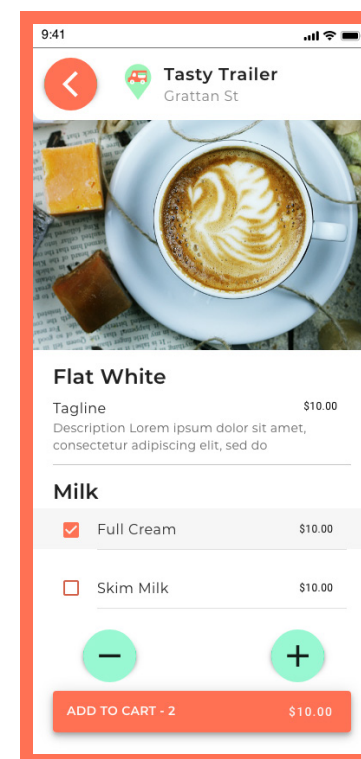 9:41
Tasty Trailer
Grattan St
Flat White
Tagline $10.00
Description Lorem ipsum dolor sit amet,
consectetur adipiscing elit, sed do
Milk
Full Cream $10.00
Skim Milk $10.00
ADD TO CART - 2 $10.00